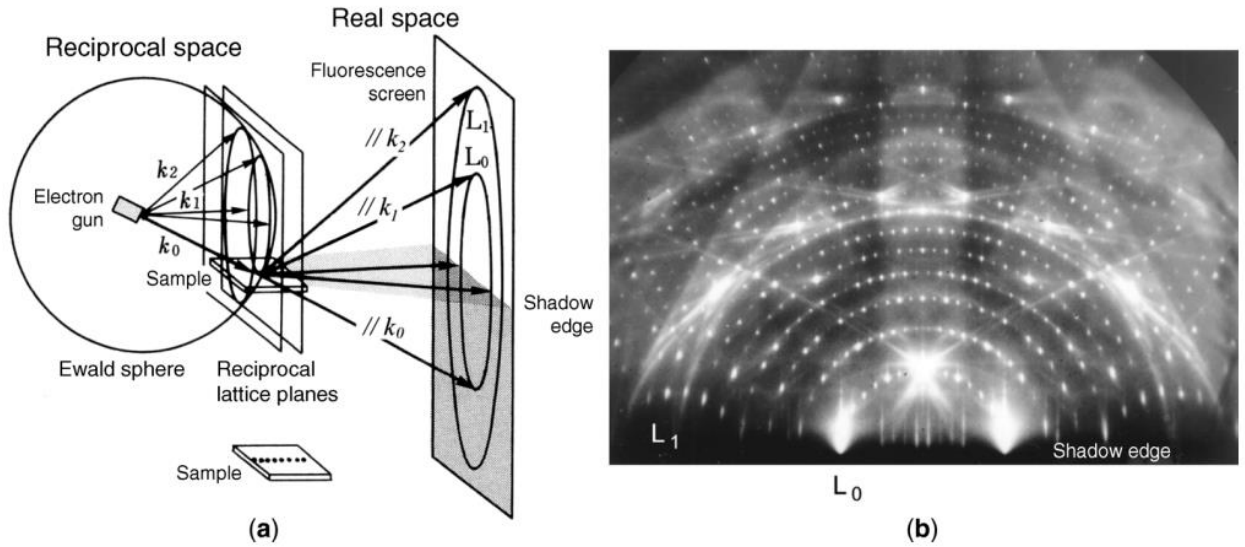 Real space
Reciprocal space
Fluorescence
screen
L₁
L₀
// k₂
// k₁
// k₀
k₂
k₁
k₀
Electron
gun
Sample
Shadow
edge
Ewald sphere
Reciprocal
lattice planes
Sample
(a)
L₁
Shadow edge
L₀
(b)